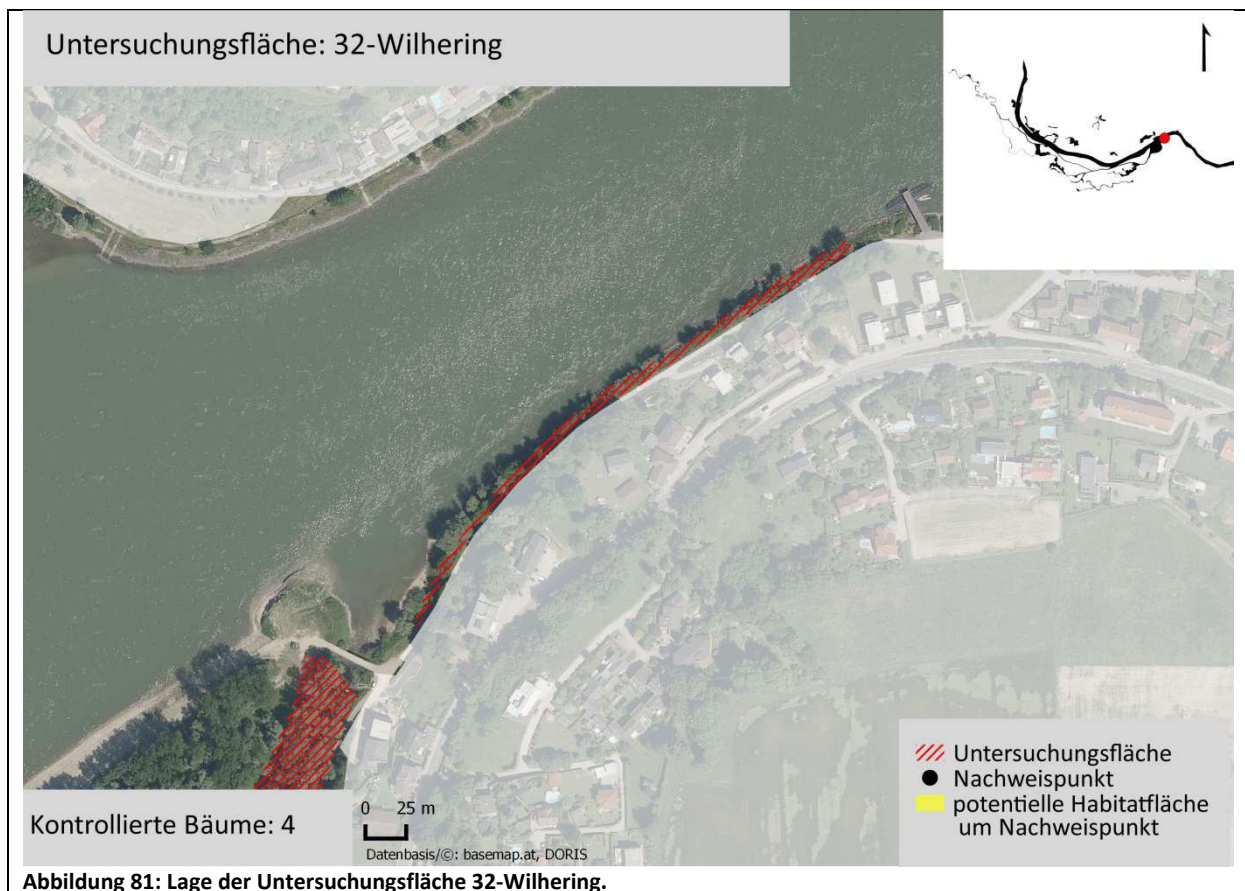 Untersuchungsfläche: 32-Wilhering
Untersuchungsfläche
Nachweispunkt
potentielle Habitatfläche
um Nachweispunkt
Kontrollierte Bäume: 4
0 25 m
Datenbasis/©: basemap.at, DORIS
Abbildung 81: Lage der Untersuchungsfläche 32-Wilhering.